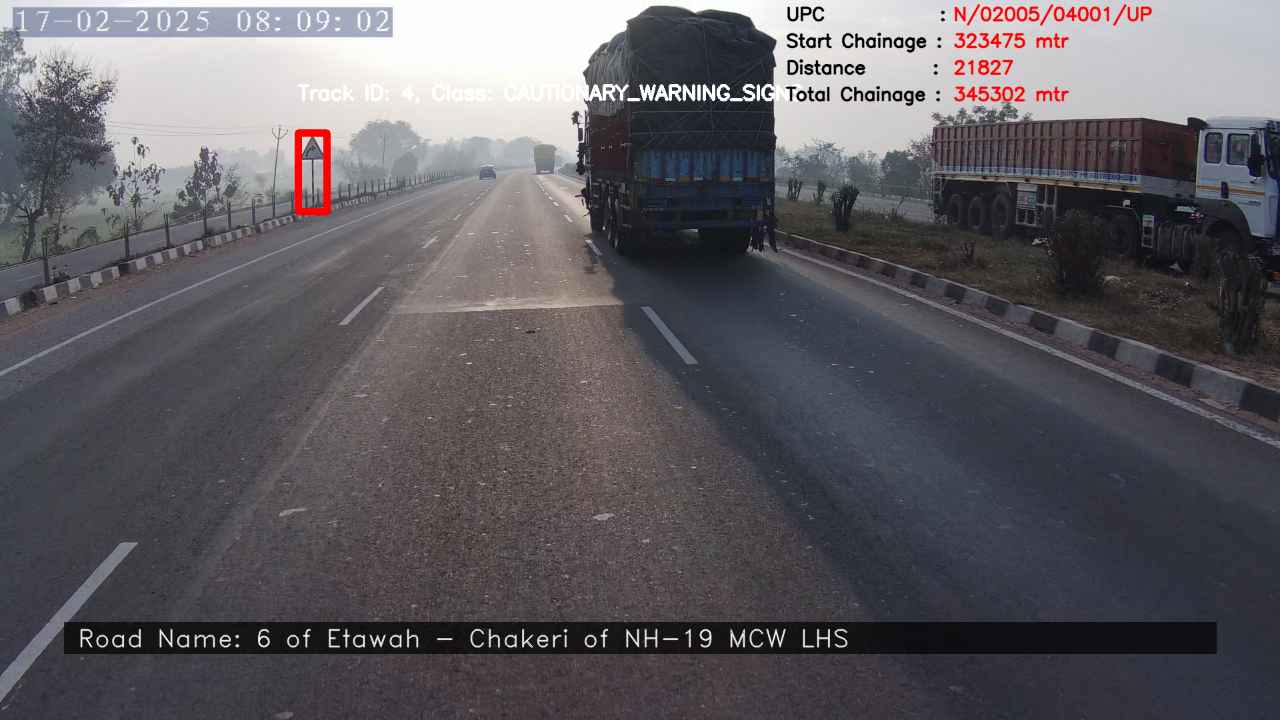 17-02-2025 08:09:02
UPC : N/02005/04001/UP
Start Chainage : 323475 mtr
Distance : 21827
Track ID: 4, Class: CAUTIONARY_WARNING_SIGN
Total Chainage : 345302 mtr
Road Name: 6 of Etawah - Chakeri of NH-19 MCW LHS